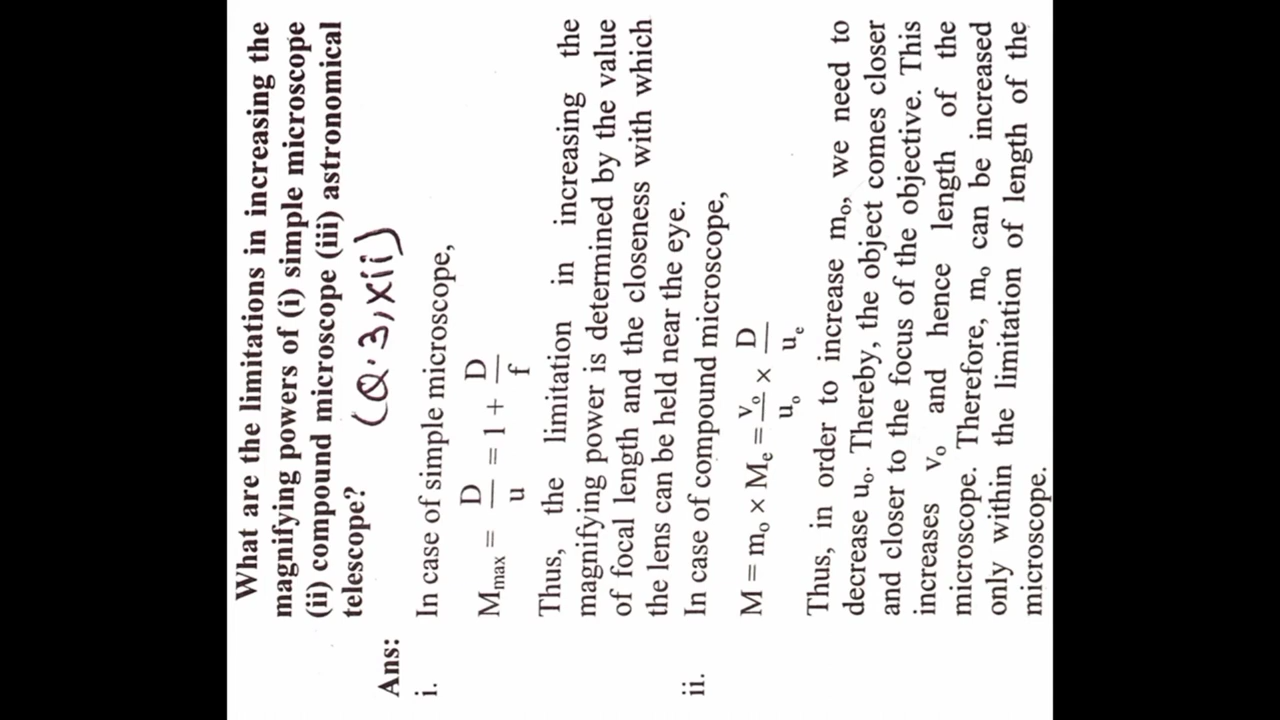 What are the limitations in increasing the
magnifying powers of (i) simple microscope
(ii) compound microscope (iii) astronomical
telescope?
(Q.3, xii)
Ans:
i. In case of simple microscope,
M_max = D/u = 1 + D/f
Thus, the limitation in increasing the
magnifying power is determined by the value
of focal length and the closeness with which
the lens can be held near the eye.
ii. In case of compound microscope,
M = m_o × M_e = v_o/u_o × D/u_e
Thus, in order to increase m_o, we need to
decrease u_o. Thereby, the object comes closer
and closer to the focus of the objective. This
increases v_o and hence length of the
microscope. Therefore, m_o can be increased
only within the limitation of length of the
microscope.